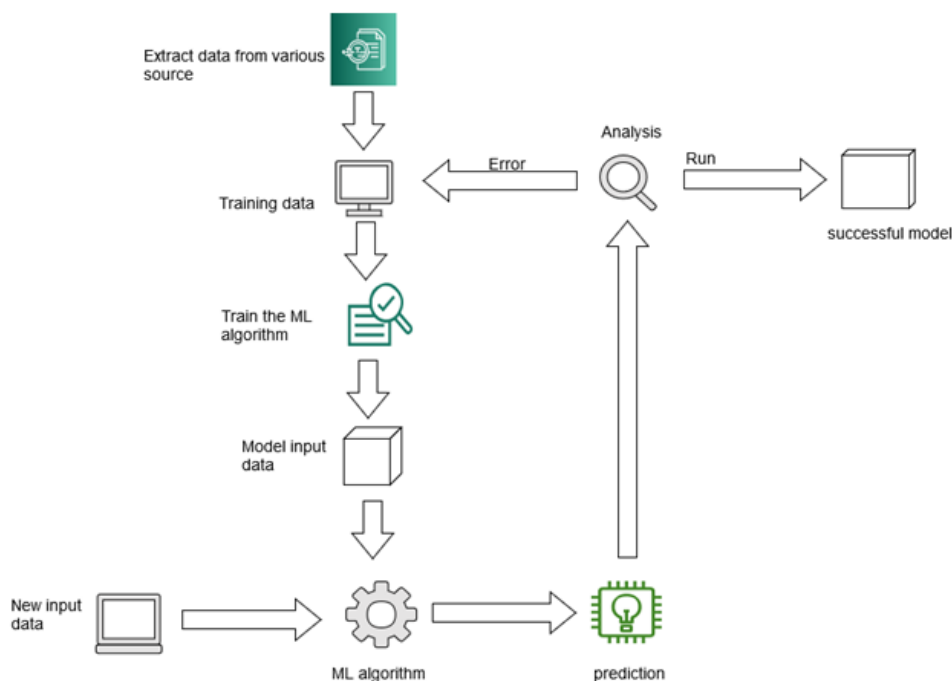 Extract data from various
source
Analysis
Error
Run
Training data
successful model
Train the ML
algorithm
Model input
data
New input
data
ML algorithm
prediction